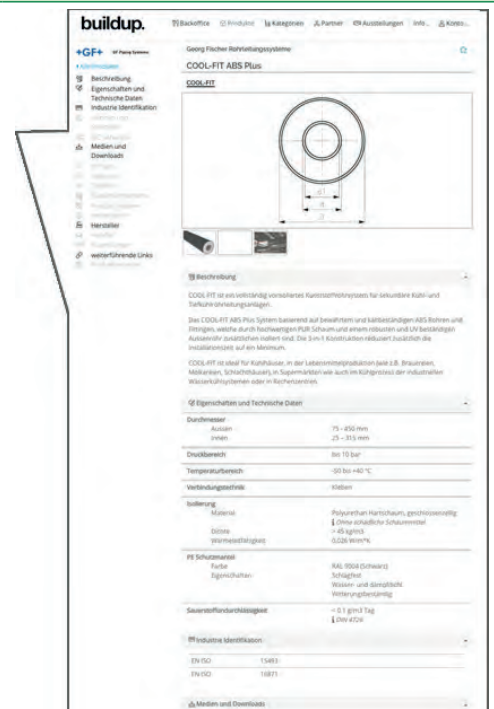 buildup.
Backoffice Produkte Kategorien Partner Ausstellungen Info... Konto...
+GF+ GF Piping Systems
Beschreibung
Eigenschaften und
Technische Daten
Industrie Identifikation
Medien und
Downloads
Hersteller
weiterführende Links
Georg Fischer Rohrleitungssysteme
COOL-FIT ABS Plus
COOL-FIT
Beschreibung
COOL-FIT ist ein vollständig vorisoliertes Kunststoffrohrsystem für sekundäre Kühl- und
Tiefkühlrohrleitungsanlagen.
Das COOL-FIT ABS Plus System basierend auf bewährtem und kältbeständigen ABS Rohren und
Fittingen, welche durch hochwertigen PUR Schaum und einem robusten und UV beständigen
Aussenrohr zusätzlichen isoliert sind. Die 3-in-1 Konstruktion reduziert zusätzlich die
Installationszeit auf ein Minimum.
COOL-FIT ist ideal für Kühlhäuser, in der Lebensmittelproduktion (wie z.B. Brauereien,
Molkereien, Schlachthäuser), in Supermärkten wie auch im Kühlprozess der industriellen
Wasserkühlsystemen oder in Rechenzentren.
Eigenschaften und Technische Daten
Durchmesser
Aussen 75 - 450 mm
Innen 25 - 315 mm
Druckbereich bis 10 bar
Temperaturbereich -50 bis +40 °C
Verbindungstechnik Kleben
Isolierung
Material Polyurethan Hartschaum, geschlossenzellig
Ohne schädliche Schäummittel
Dichte > 45 kg/m3
Wärmeleitfähigkeit 0.026 W/m*K
PE Schutzmantel
Farbe RAL 9004 (Schwarz)
Eigenschaften Schlagfest
Wasser- und dampfdicht
Witterungsbeständig
Sauerstoffundurchlässigkeit < 0.1 g/m3 Tag
DIN 4726
Industrie Identifikation
EN ISO 15493
EN ISO 16871
Medien und Downloads